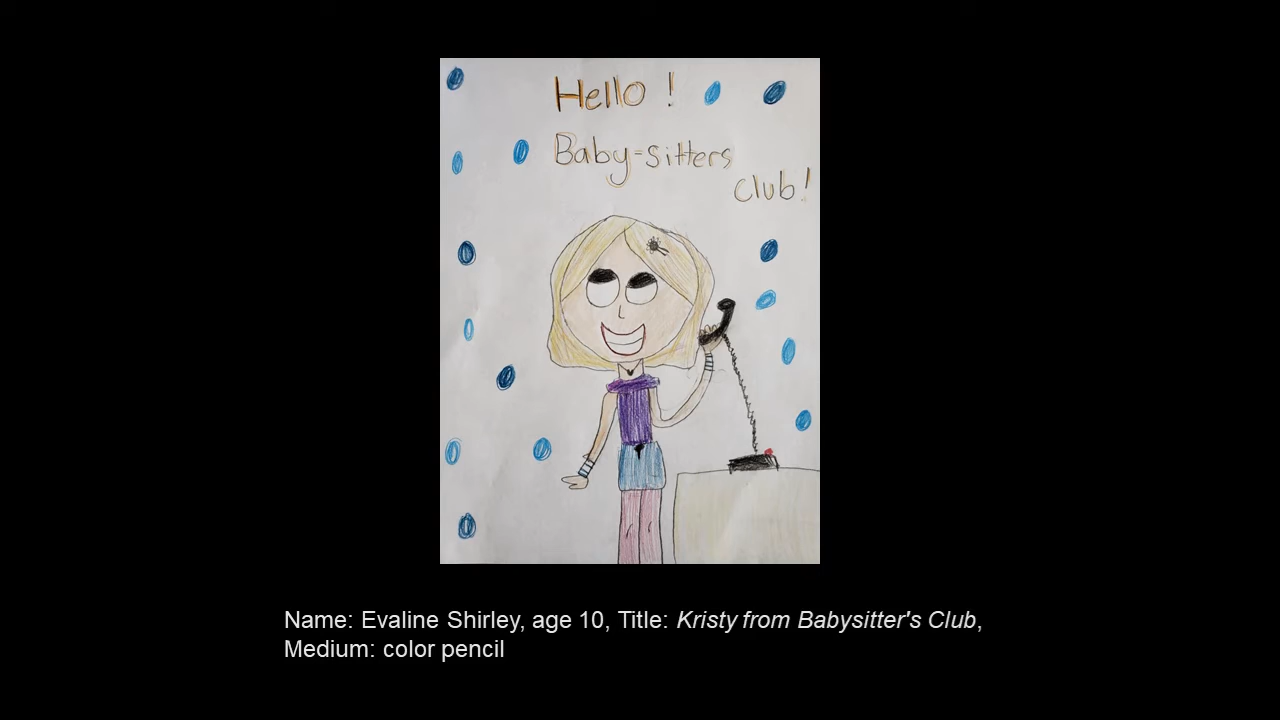 Hello !
Baby-sitters
club!
Name: Evaline Shirley, age 10, Title: Kristy from Babysitter's Club,
Medium: color pencil